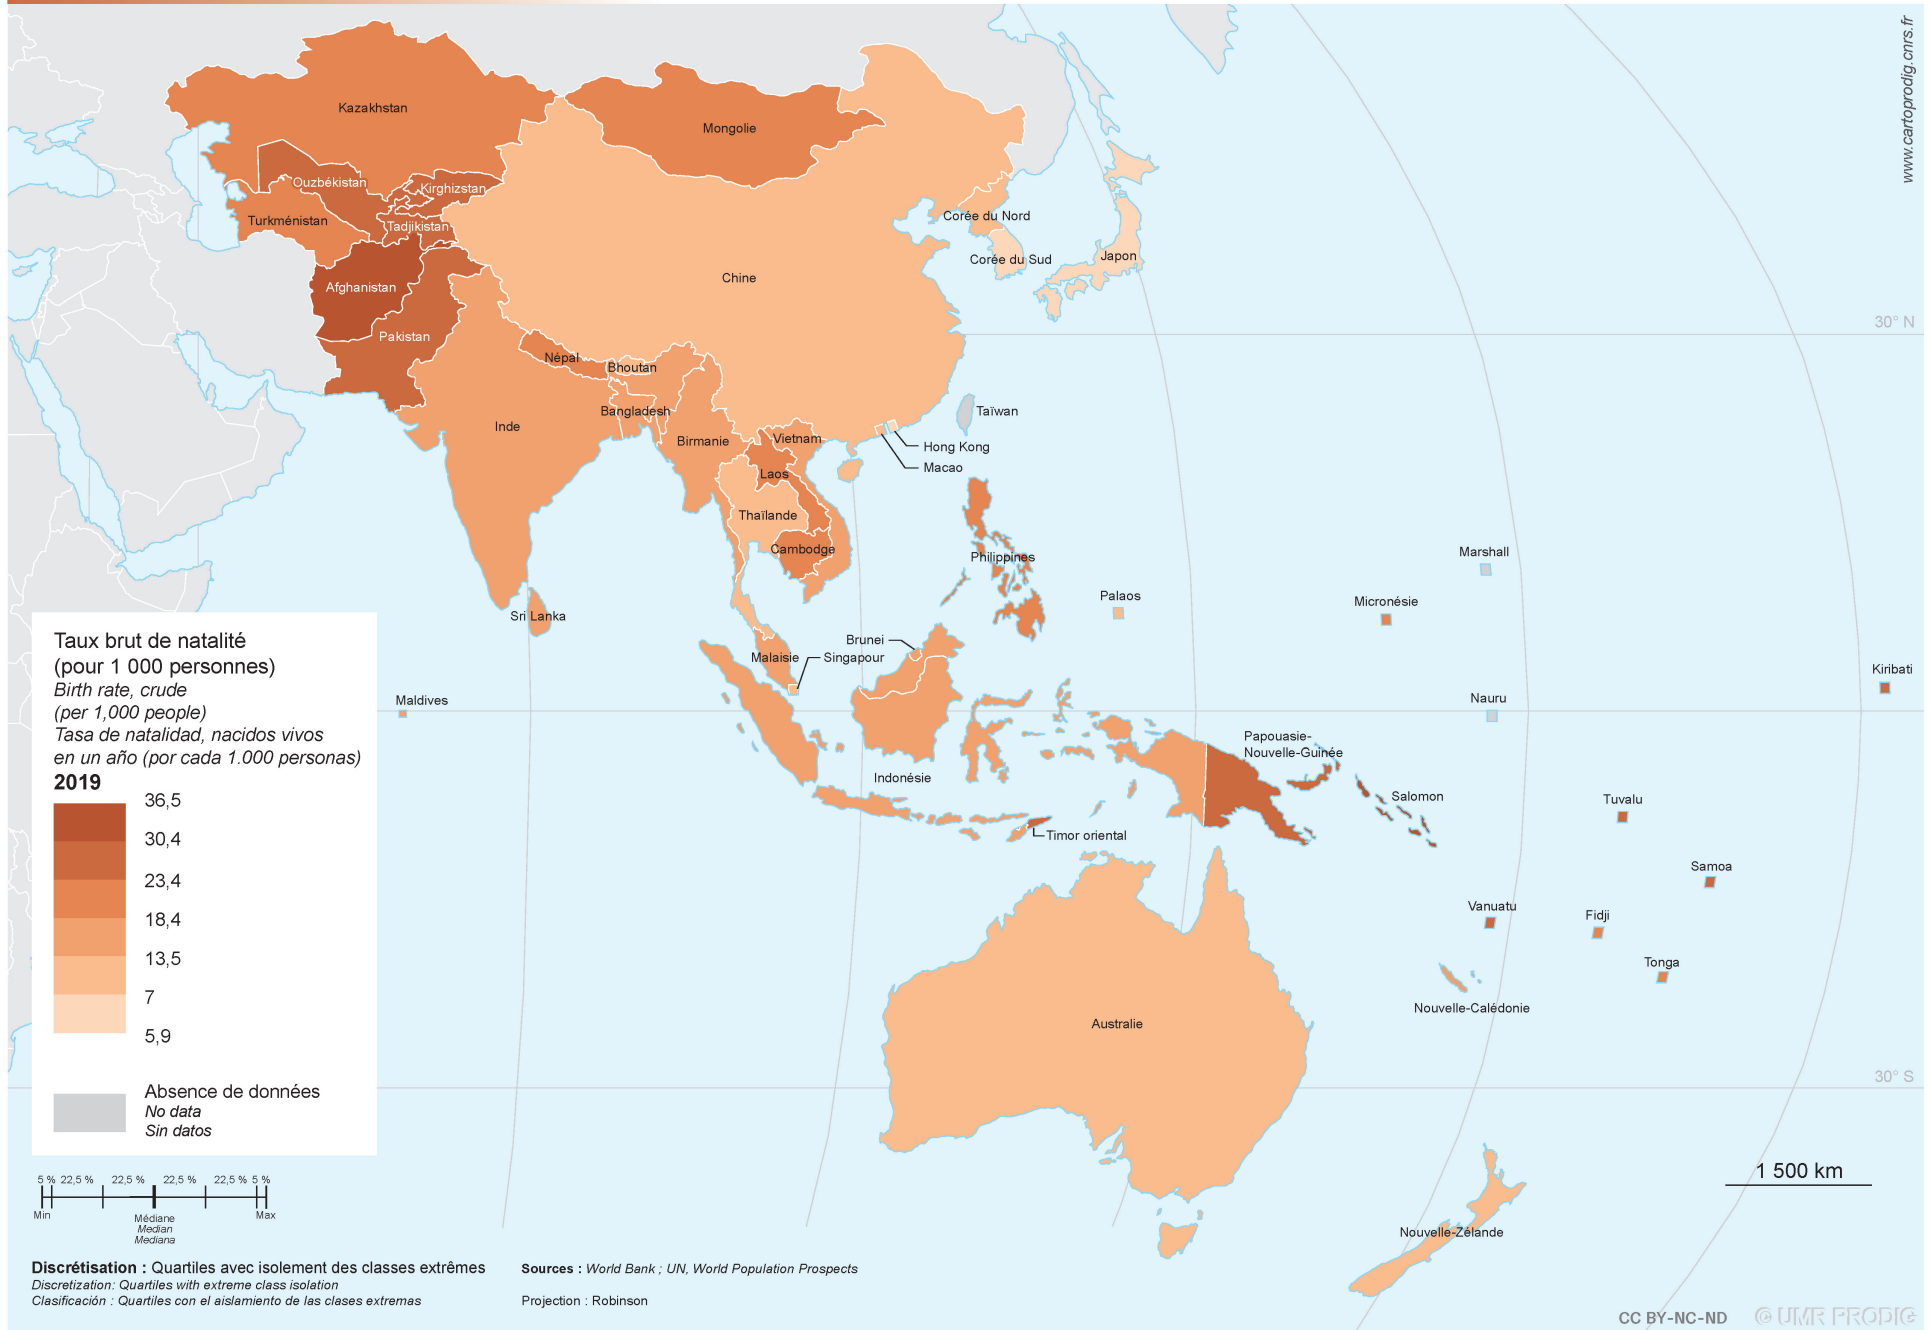 www.cartoprodig.cnrs.fr
Kazakhstan
Mongolie
Ouzbékistan
Kirghizstan
Turkménistan
Tadjikistan
Corée du Nord
Corée du Sud
Japon
Chine
Afghanistan
Pakistan
30° N
Népal
Bhoutan
Bangladesh
Taïwan
Inde
Birmanie
Vietnam
Hong Kong
Macao
Laos
Thaïlande
Cambodge
Philippines
Marshall
Palaos
Micronésie
Sri Lanka
Brunei
Malaisie
Singapour
Kiribati
Maldives
Nauru
Papouasie-
Nouvelle-Guinée
Indonésie
Salomon
Tuvalu
Timor oriental
Samoa
Vanuatu
Fidji
Tonga
Nouvelle-Calédonie
Australie
30° S
Nouvelle-Zélande
1 500 km
Taux brut de natalité
(pour 1 000 personnes)
Birth rate, crude
(per 1,000 people)
Tasa de natalidad, nacidos vivos
en un año (por cada 1.000 personas)
2019
36,5
30,4
23,4
18,4
13,5
7
5,9
Absence de données
No data
Sin datos
5 % 22,5 % 22,5 % 22,5 % 22,5 % 5 %
Min Max
Médiane
Median
Mediana
Discrétisation : Quartiles avec isolement des classes extrêmes
Discretization: Quartiles with extreme class isolation
Clasificación : Quartiles con el aislamiento de las clases extremas
Sources : World Bank ; UN, World Population Prospects
Projection : Robinson
CC BY-NC-ND © UMR PRODIG